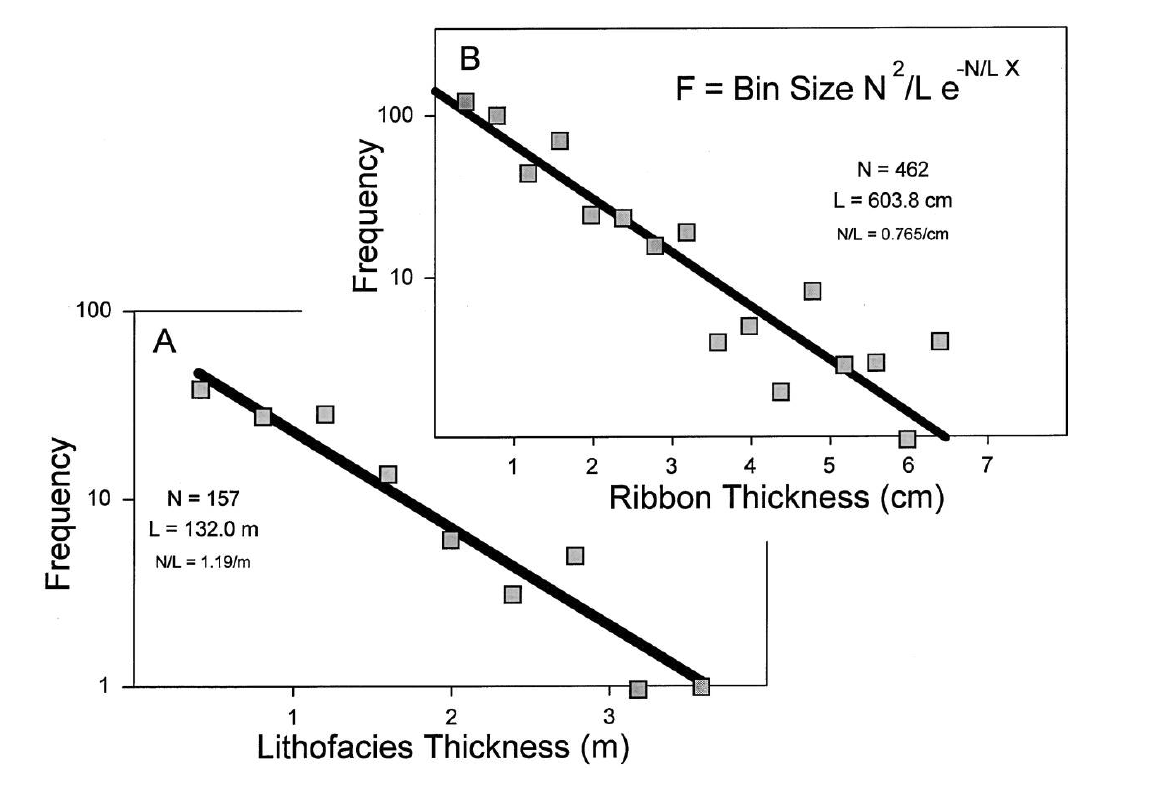 B
F = Bin Size N 2/L e -N/L X
100
10
Frequency
N = 462
L = 603.8 cm
N/L = 0.765/cm
1 2 3 4 5 6 7
Ribbon Thickness (cm)
A
100
10
1
Frequency
N = 157
L = 132.0 m
N/L = 1.19/m
1 2 3
Lithofacies Thickness (m)